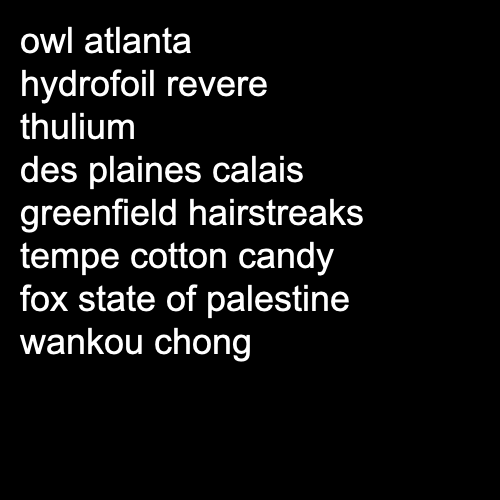 owl atlanta
hydrofoil revere
thulium
des plaines calais
greenfield hairstreaks
tempe cotton candy
fox state of palestine
wankou chong